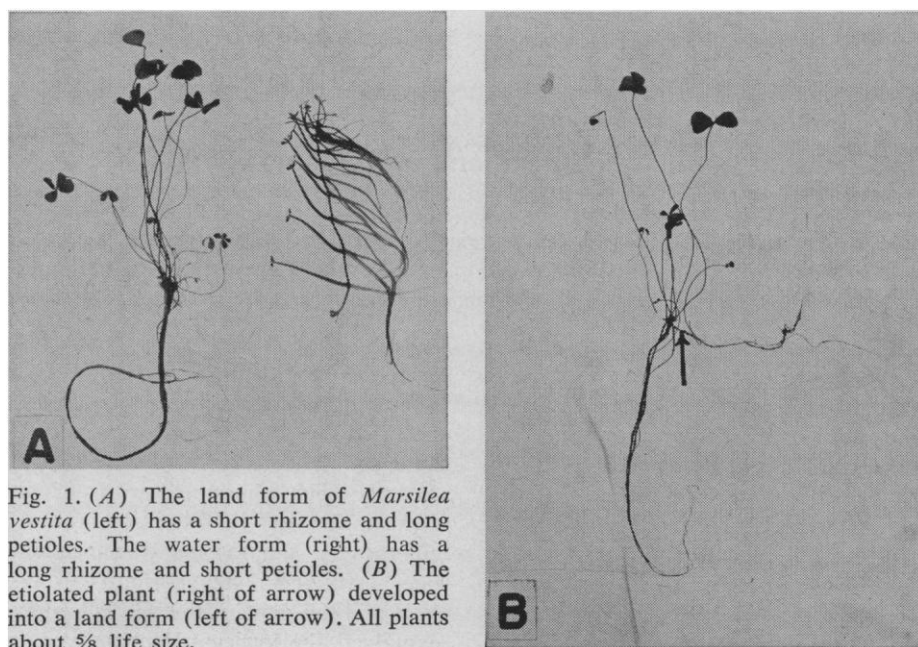 A
Fig. 1. (A) The land form of Marsilea
vestita (left) has a short rhizome and long
petioles. The water form (right) has a
long rhizome and short petioles. (B) The
etiolated plant (right of arrow) developed
into a land form (left of arrow). All plants
about ⅝ life size.
B